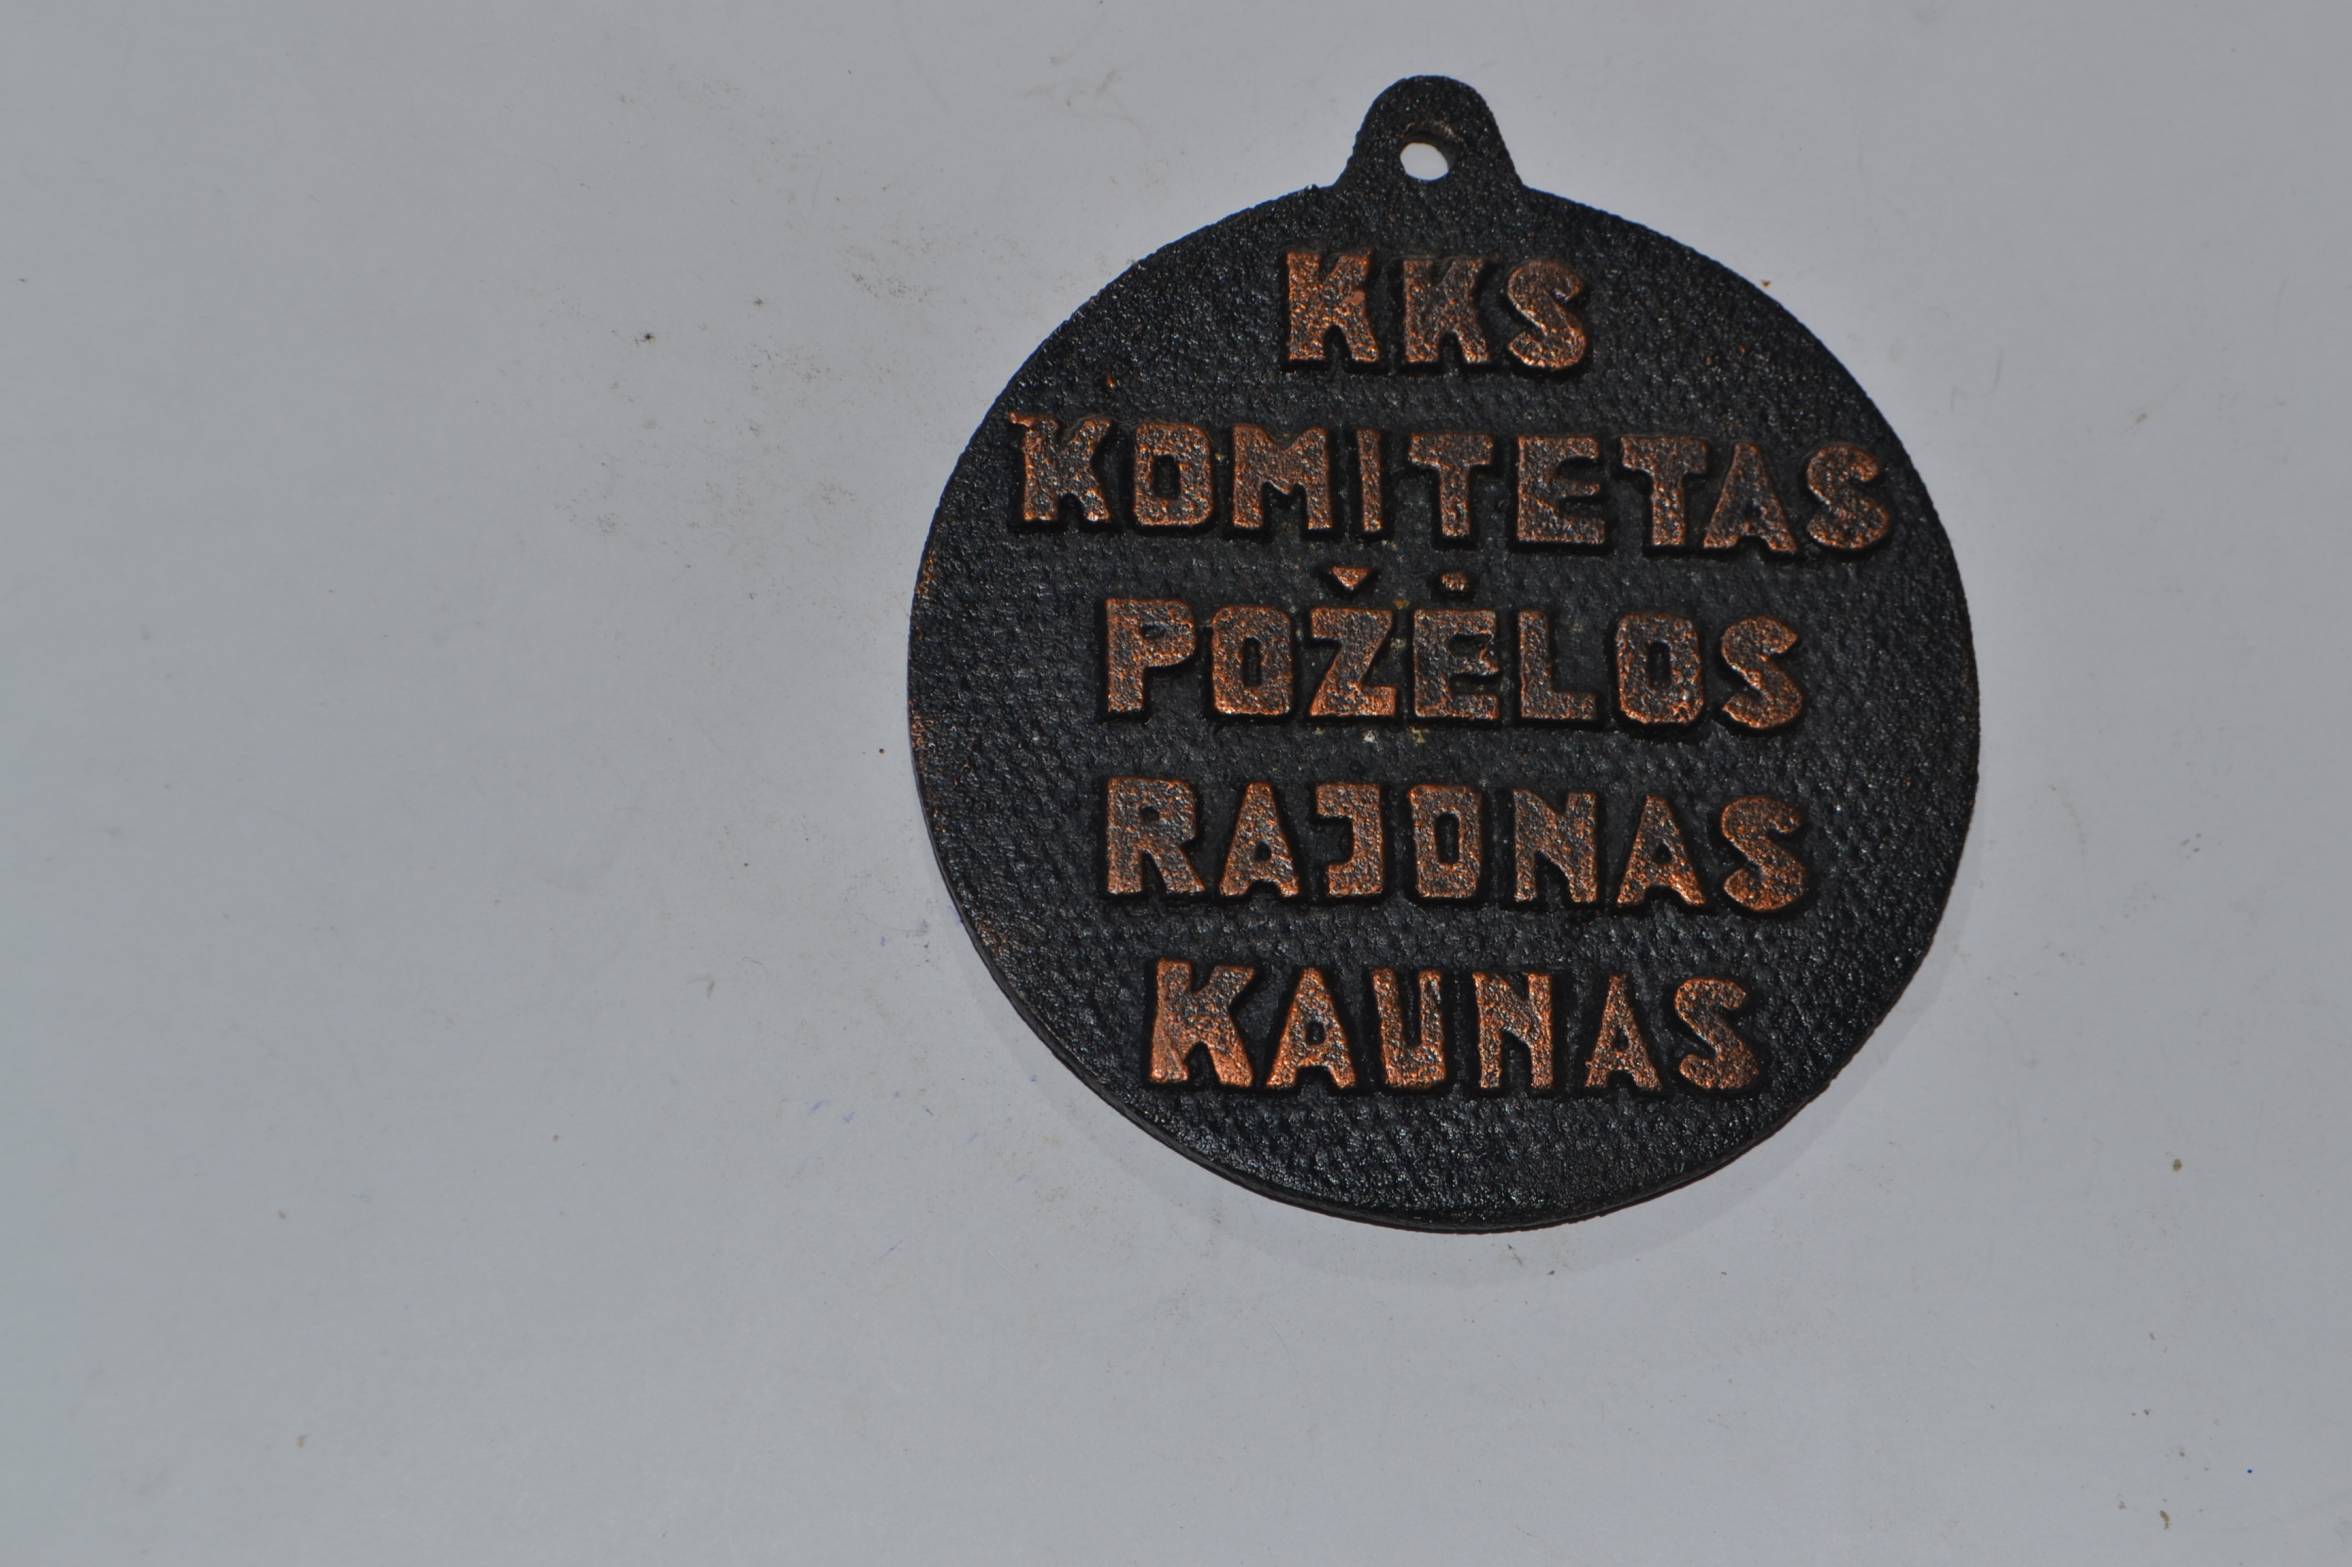 KKS
KOMITETAS
POŽĖLOS
RAJONAS
KAUNAS